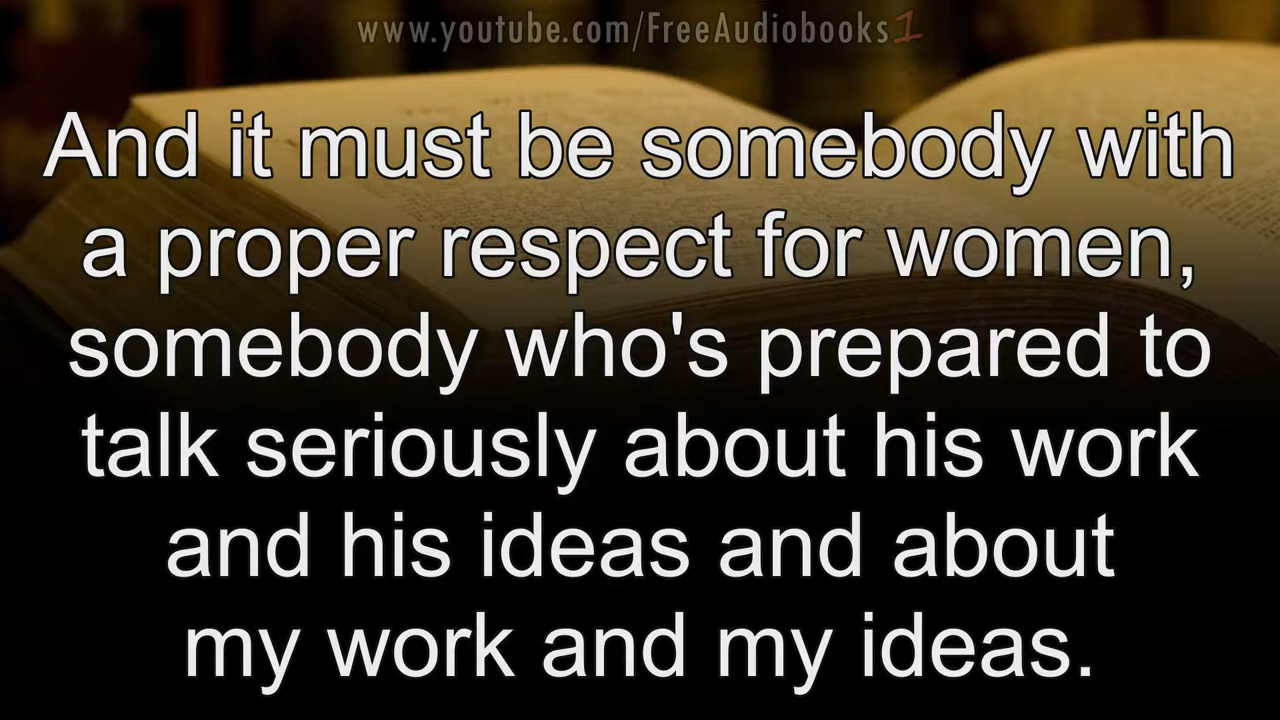 www.youtube.com/FreeAudiobooks1
And it must be somebody with
a proper respect for women,
somebody who's prepared to
talk seriously about his work
and his ideas and about
my work and my ideas.